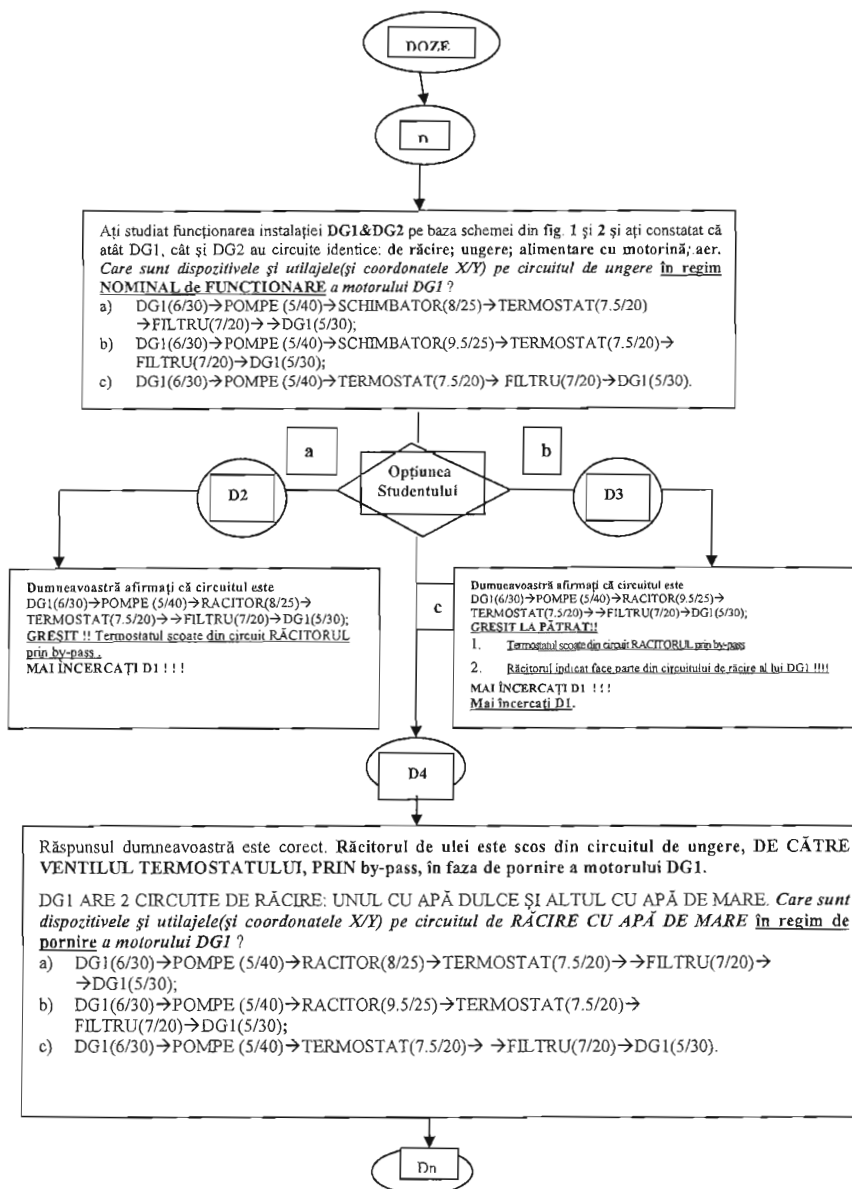 DOZE
D
Ați studiat funcționarea instalației DG1&DG2 pe baza schemei din fig. 1 și 2 și ați constatat că
atât DG1, cât și DG2 au circuite identice: de răcire; ungere; alimentare cu motorină; aer.
Care sunt dispozitivele și utilajele(și coordonatele X/Y) pe circuitul de ungere în regim
NOMINAL de FUNCTIONARE a motorului DG1 ?
a) DG1(6/30)→POMPE (5/40)→SCHIMBATOR(8/25)→TERMOSTAT(7.5/20)
→FILTRU(7/20)→→DG1(5/30);
b) DG1(6/30)→POMPE (5/40)→SCHIMBATOR(9.5/25)→TERMOSTAT(7.5/20)→
FILTRU(7/20)→DG1(5/30);
c) DG1(6/30)→POMPE (5/40)→TERMOSTAT(7.5/20)→ FILTRU(7/20)→DG1(5/30).
a
b
Opțiunea
Studentului
D2
D3
Dumneavoastră afirmați că circuitul este
DG1(6/30)→POMPE (5/40)→RACITOR(8/25)→
TERMOSTAT(7.5/20)→→FILTRU(7/20)→DG1(5/30);
GREȘIT !! Termostatul scoate din circuit RĂCITORUL
prin by-pass .
MAI ÎNCERCATI D1 ! ! !
c
Dumneavoastră afirmați că circuitul este
DG1(6/30)→POMPE (5/40)→RACITOR(9.5/25)→
TERMOSTAT(7.5/20)→→FILTRU(7/20)→DG1(5/30);
GREȘIT LA PĂTRAT!!
1. Termostatul scoate din circuit RACITORUL prin by-pass
2. Răcitorul indicat face parte din circuitului de răcire al lui DG1 !!!!
MAI ÎNCERCATI D1 ! ! !
Mai încercați D1.
D4
Răspunsul dumneavoastră este corect. Răcitorul de ulei este scos din circuitul de ungere, DE CĂTRE
VENTILUL TERMOSTATULUI, PRIN by-pass, în faza de pornire a motorului DG1.
DG1 ARE 2 CIRCUITE DE RĂCIRE: UNUL CU APĂ DULCE ȘI ALTUL CU APĂ DE MARE. Care sunt
dispozitivele și utilajele(și coordonatele X/Y) pe circuitul de RĂCIRE CU APĂ DE MARE în regim de
pornire a motorului DG1 ?
a) DG1(6/30)→POMPE (5/40)→RACITOR(8/25)→TERMOSTAT(7.5/20)→→FILTRU(7/20)→
→DG1(5/30);
b) DG1(6/30)→POMPE (5/40)→RACITOR(9.5/25)→TERMOSTAT(7.5/20)→
FILTRU(7/20)→DG1(5/30);
c) DG1(6/30)→POMPE (5/40)→TERMOSTAT(7.5/20)→ →FILTRU(7/20)→DG1(5/30).
Dn